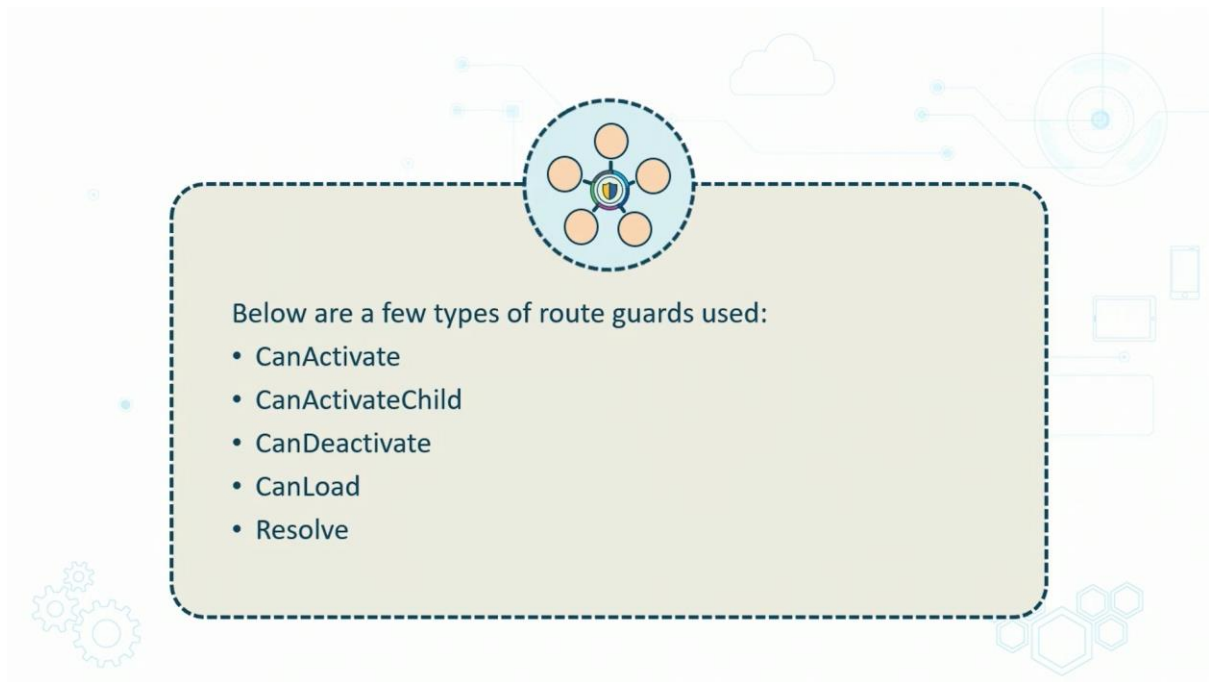 Below are a few types of route guards used:
• CanActivate
• CanActivateChild
• CanDeactivate
• CanLoad
• Resolve